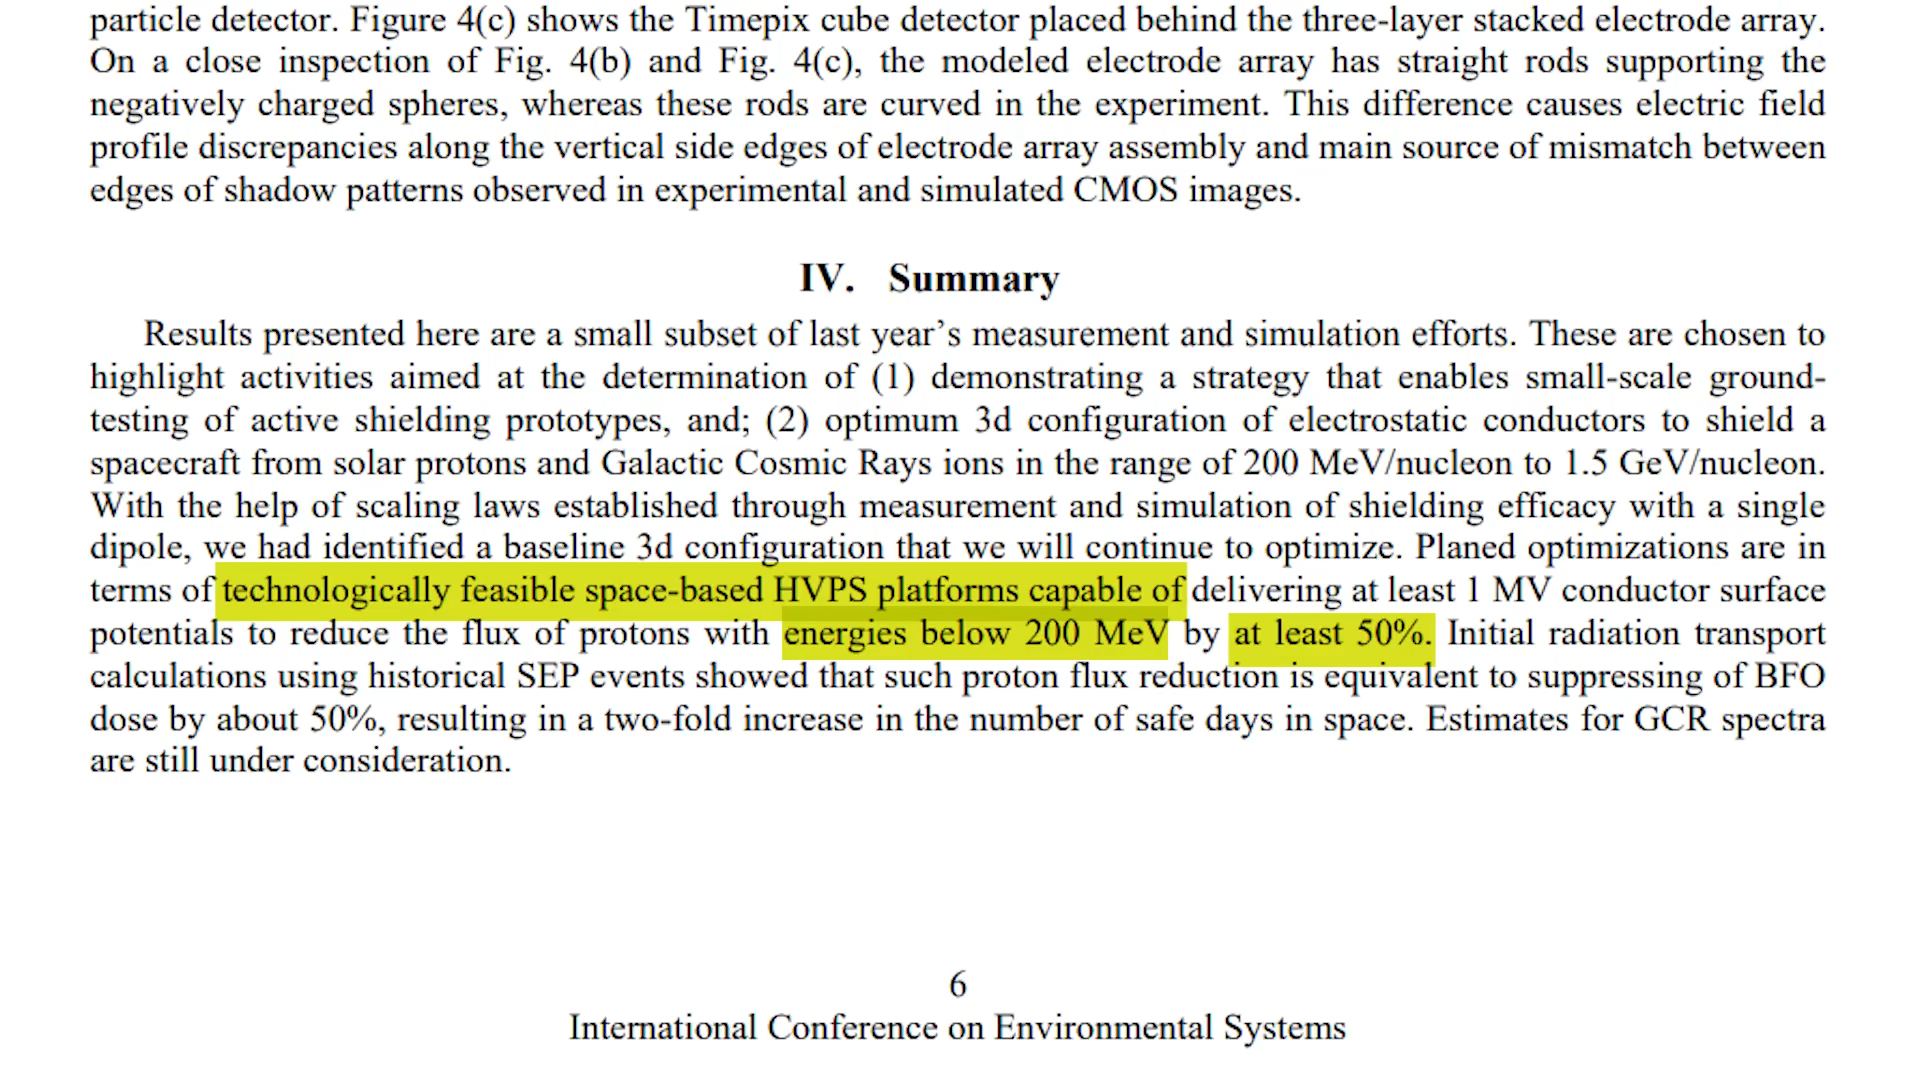 particle detector. Figure 4(c) shows the Timepix cube detector placed behind the three-layer stacked electrode array.
On a close inspection of Fig. 4(b) and Fig. 4(c), the modeled electrode array has straight rods supporting the
negatively charged spheres, whereas these rods are curved in the experiment. This difference causes electric field
profile discrepancies along the vertical side edges of electrode array assembly and main source of mismatch between
edges of shadow patterns observed in experimental and simulated CMOS images.
IV. Summary
Results presented here are a small subset of last year’s measurement and simulation efforts. These are chosen to
highlight activities aimed at the determination of (1) demonstrating a strategy that enables small-scale ground-
testing of active shielding prototypes, and; (2) optimum 3d configuration of electrostatic conductors to shield a
spacecraft from solar protons and Galactic Cosmic Rays ions in the range of 200 MeV/nucleon to 1.5 GeV/nucleon.
With the help of scaling laws established through measurement and simulation of shielding efficacy with a single
dipole, we had identified a baseline 3d configuration that we will continue to optimize. Planed optimizations are in
terms of technologically feasible space-based HVPS platforms capable of delivering at least 1 MV conductor surface
potentials to reduce the flux of protons with energies below 200 MeV by at least 50%. Initial radiation transport
calculations using historical SEP events showed that such proton flux reduction is equivalent to suppressing of BFO
dose by about 50%, resulting in a two-fold increase in the number of safe days in space. Estimates for GCR spectra
are still under consideration.
6
International Conference on Environmental Systems